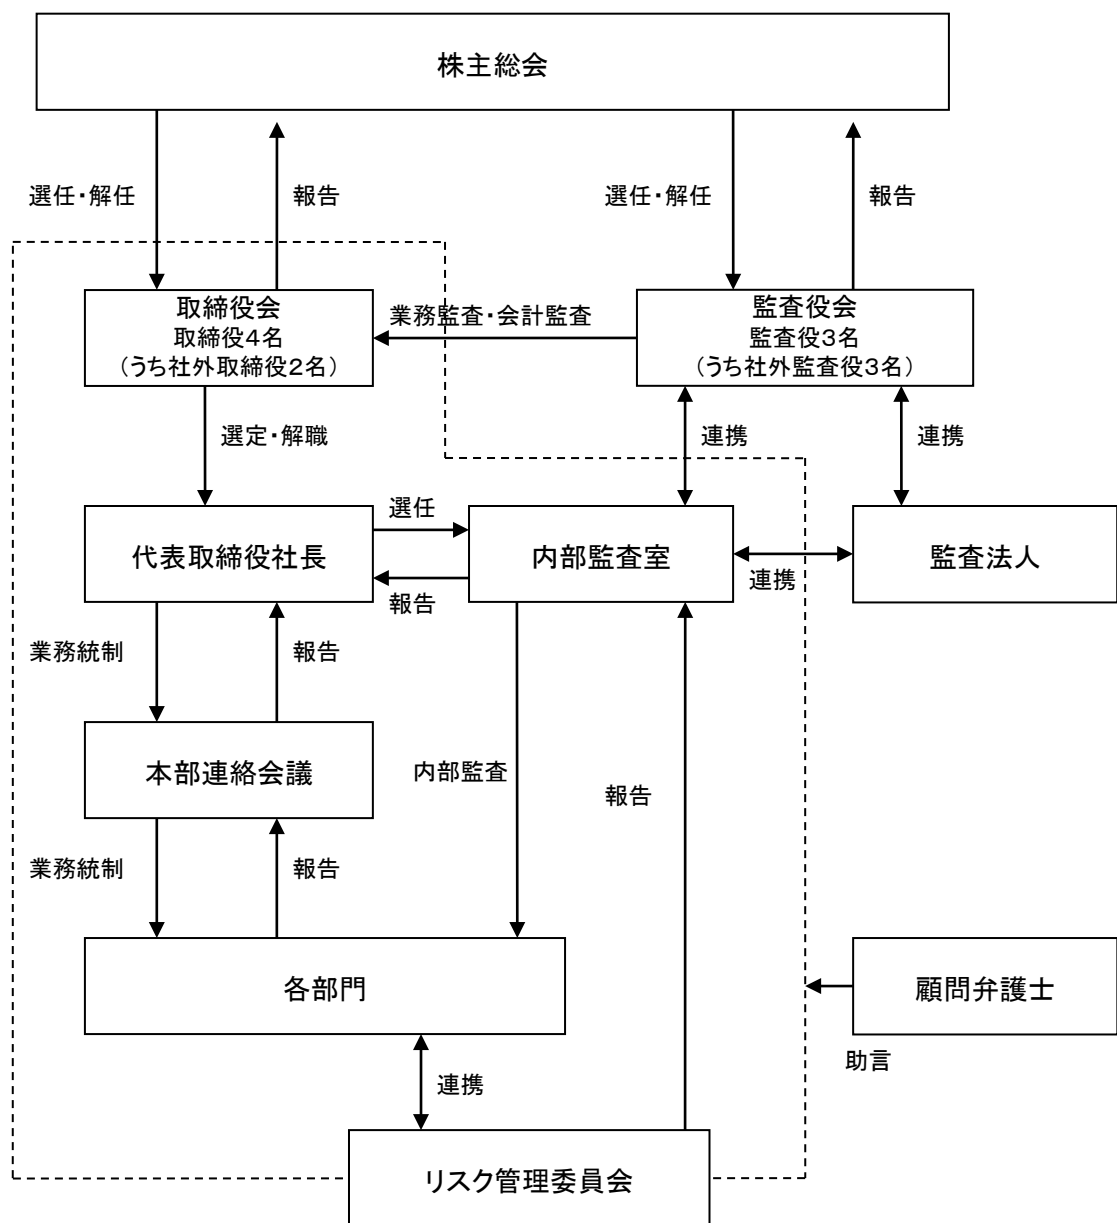 株主総会
選任・解任
報告
選任・解任
報告
取締役会
取締役4名
(うち社外取締役2名)
業務監査・会計監査
監査役会
監査役3名
(うち社外監査役3名)
選定・解職
連携
連携
代表取締役社長
選任
報告
内部監査室
連携
監査法人
業務統制
報告
本部連絡会議
内部監査
報告
業務統制
報告
各部門
顧問弁護士
助言
連携
リスク管理委員会